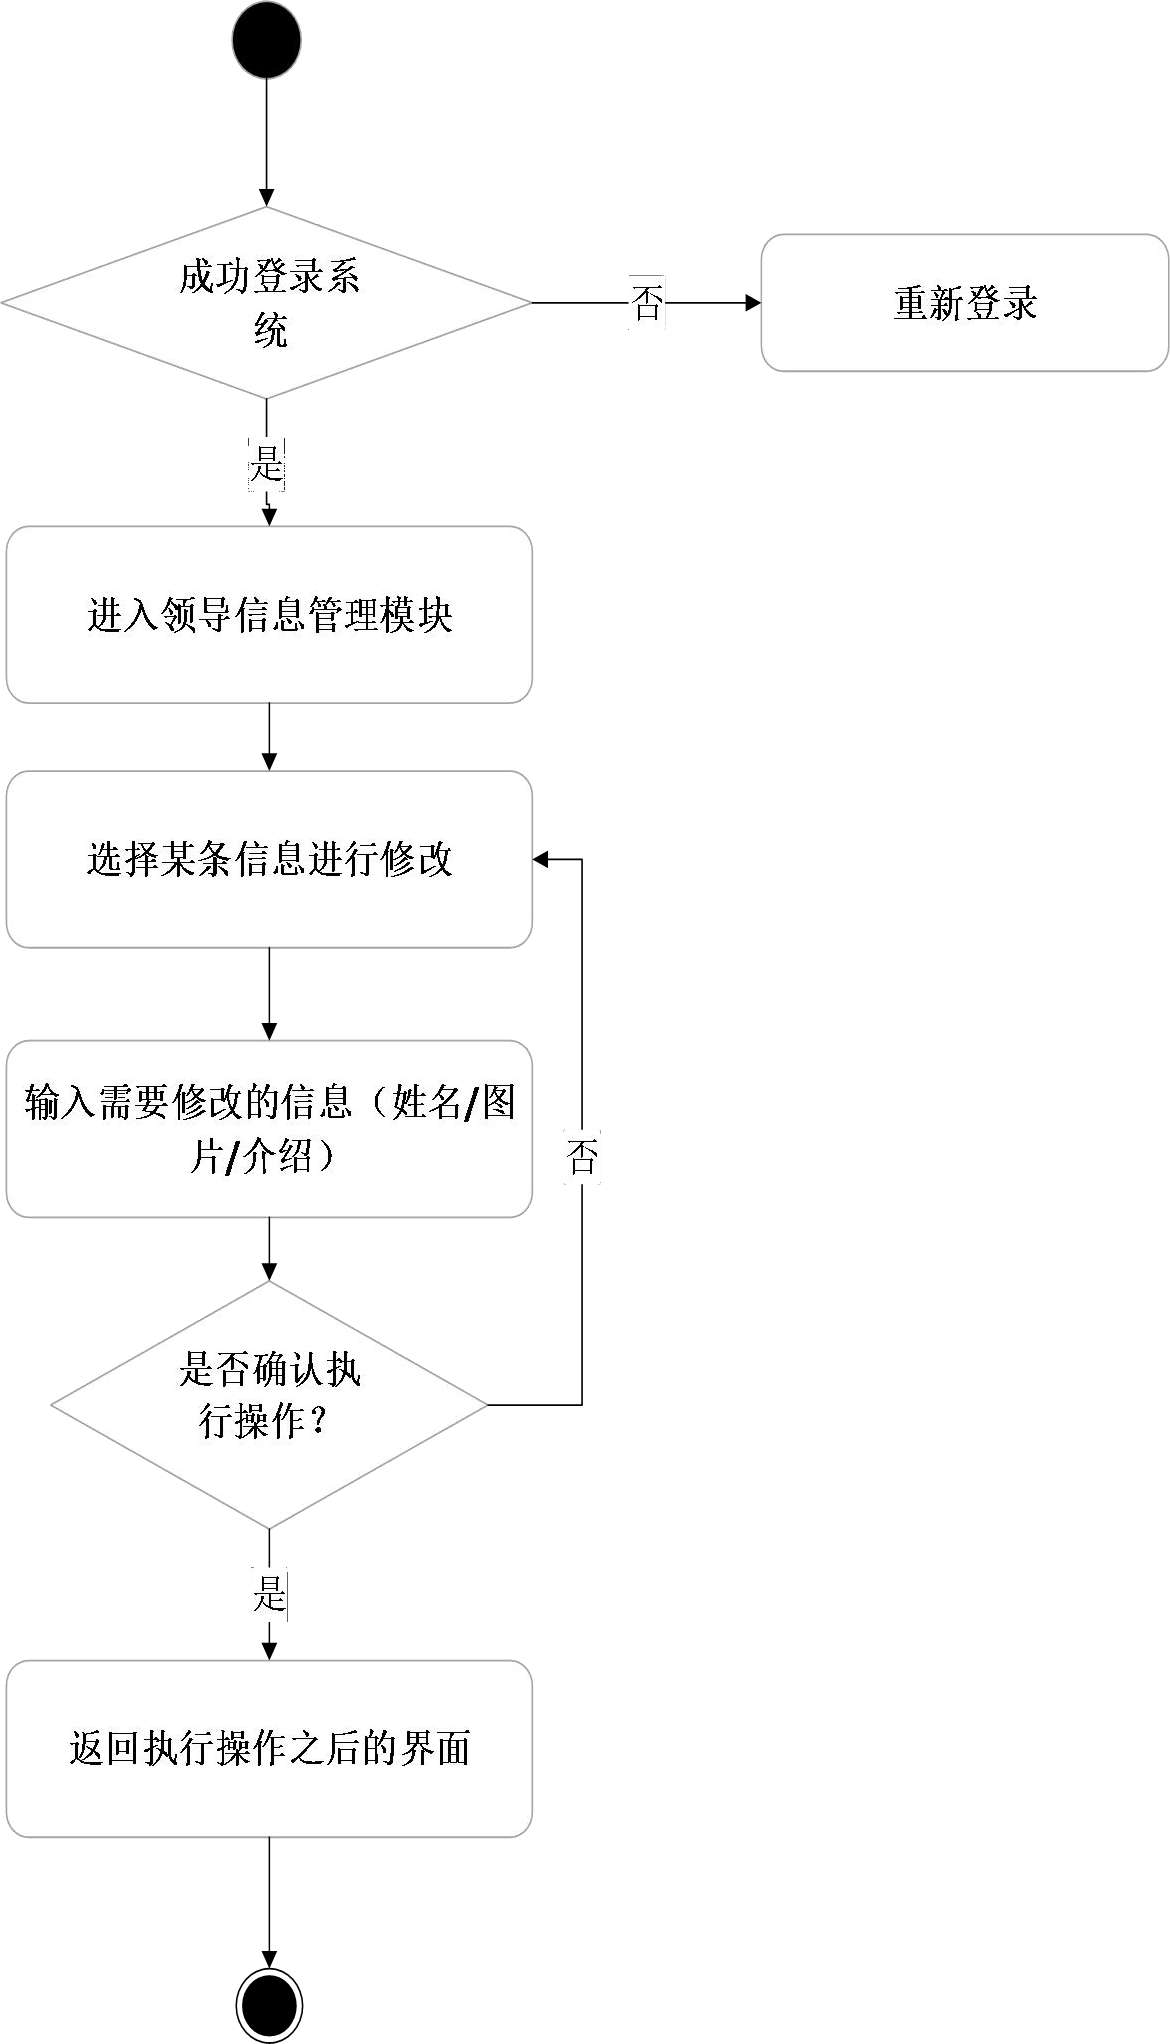 成功登录系
统
否
重新登录
是
进入领导信息管理模块
选择某条信息进行修改
输入需要修改的信息（姓名/图
片/介绍）
否
是否确认执
行操作？
是
返回执行操作之后的界面